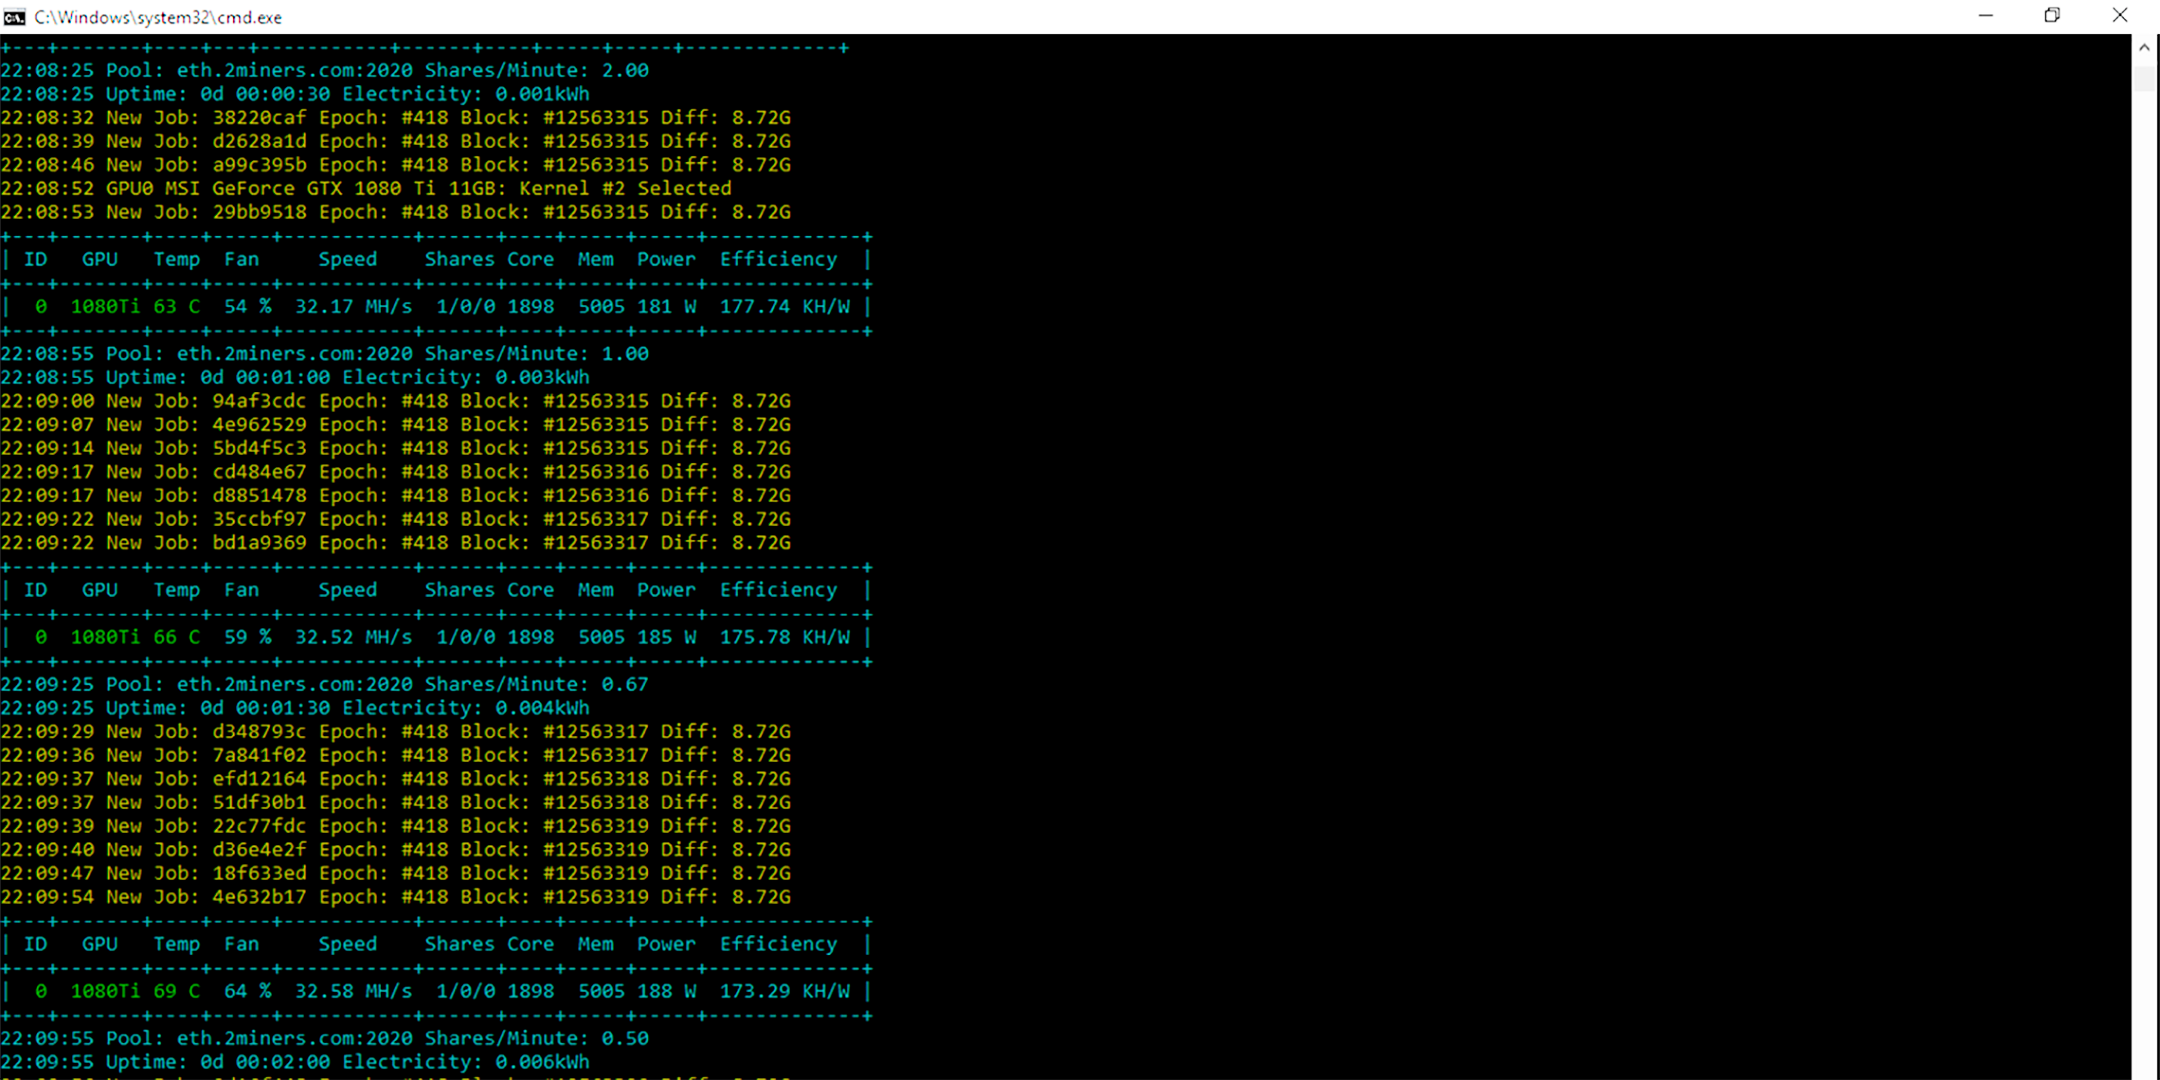 C:\Windows\system32\cmd.exe
+---+-------+----+---+-----------+------+----+-----+-----+-------------+
22:08:25 Pool: eth.2miners.com:2020 Shares/Minute: 2.00
22:08:25 Uptime: 0d 00:00:30 Electricity: 0.001kWh
22:08:32 New Job: 38220caf Epoch: #418 Block: #12563315 Diff: 8.72G
22:08:39 New Job: d2628a1d Epoch: #418 Block: #12563315 Diff: 8.72G
22:08:46 New Job: a99c395b Epoch: #418 Block: #12563315 Diff: 8.72G
22:08:52 GPU0 MSI GeForce GTX 1080 Ti 11GB: Kernel #2 Selected
22:08:53 New Job: 29bb9518 Epoch: #418 Block: #12563315 Diff: 8.72G
+---+-------+----+-----+-----------+------+----+-----+-----+-------------+
| ID   GPU   Temp  Fan     Speed    Shares Core  Mem  Power  Efficiency  |
+---+-------+----+-----+-----------+------+----+-----+-----+-------------+
|  0  1080Ti 63 C  54 %  32.17 MH/s  1/0/0 1898  5005 181 W  177.74 KH/W |
+---+-------+----+-----+-----------+------+----+-----+-----+-------------+
22:08:55 Pool: eth.2miners.com:2020 Shares/Minute: 1.00
22:08:55 Uptime: 0d 00:01:00 Electricity: 0.003kWh
22:09:00 New Job: 94af3cdc Epoch: #418 Block: #12563315 Diff: 8.72G
22:09:07 New Job: 4e962529 Epoch: #418 Block: #12563315 Diff: 8.72G
22:09:14 New Job: 5bd4f5c3 Epoch: #418 Block: #12563315 Diff: 8.72G
22:09:17 New Job: cd484e67 Epoch: #418 Block: #12563316 Diff: 8.72G
22:09:17 New Job: d8851478 Epoch: #418 Block: #12563316 Diff: 8.72G
22:09:22 New Job: 35ccbf97 Epoch: #418 Block: #12563317 Diff: 8.72G
22:09:22 New Job: bd1a9369 Epoch: #418 Block: #12563317 Diff: 8.72G
+---+-------+----+-----+-----------+------+----+-----+-----+-------------+
| ID   GPU   Temp  Fan     Speed    Shares Core  Mem  Power  Efficiency  |
+---+-------+----+-----+-----------+------+----+-----+-----+-------------+
|  0  1080Ti 66 C  59 %  32.52 MH/s  1/0/0 1898  5005 185 W  175.78 KH/W |
+---+-------+----+-----+-----------+------+----+-----+-----+-------------+
22:09:25 Pool: eth.2miners.com:2020 Shares/Minute: 0.67
22:09:25 Uptime: 0d 00:01:30 Electricity: 0.004kWh
22:09:29 New Job: d348793c Epoch: #418 Block: #12563317 Diff: 8.72G
22:09:36 New Job: 7a841f02 Epoch: #418 Block: #12563317 Diff: 8.72G
22:09:37 New Job: efd12164 Epoch: #418 Block: #12563318 Diff: 8.72G
22:09:37 New Job: 51df30b1 Epoch: #418 Block: #12563318 Diff: 8.72G
22:09:39 New Job: 22c77fdc Epoch: #418 Block: #12563319 Diff: 8.72G
22:09:40 New Job: d36e4e2f Epoch: #418 Block: #12563319 Diff: 8.72G
22:09:47 New Job: 18f633ed Epoch: #418 Block: #12563319 Diff: 8.72G
22:09:54 New Job: 4e632b17 Epoch: #418 Block: #12563319 Diff: 8.72G
+---+-------+----+-----+-----------+------+----+-----+-----+-------------+
| ID   GPU   Temp  Fan     Speed    Shares Core  Mem  Power  Efficiency  |
+---+-------+----+-----+-----------+------+----+-----+-----+-------------+
|  0  1080Ti 69 C  64 %  32.58 MH/s  1/0/0 1898  5005 188 W  173.29 KH/W |
+---+-------+----+-----+-----------+------+----+-----+-----+-------------+
22:09:55 Pool: eth.2miners.com:2020 Shares/Minute: 0.50
22:09:55 Uptime: 0d 00:02:00 Electricity: 0.006kWh